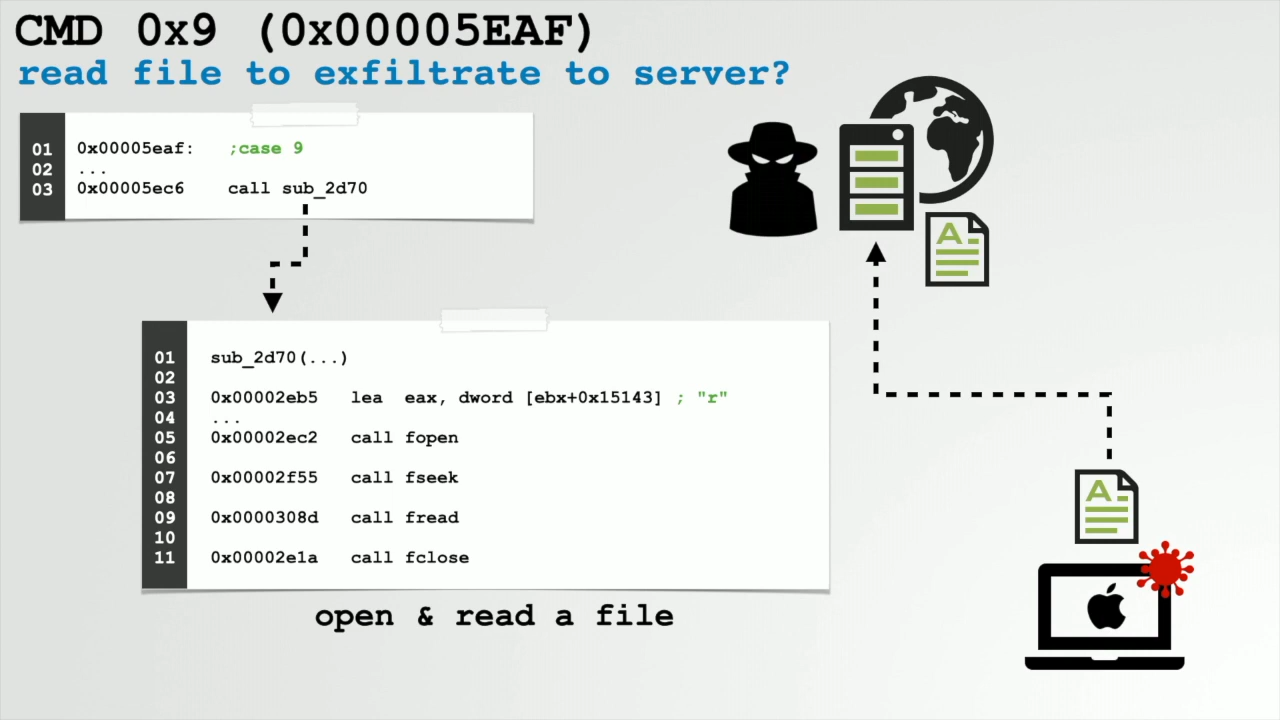 CMD 0x9 (0x00005EAF)
read file to exfiltrate to server?
01 0x00005eaf: ;case 9
02 ...
03 0x00005ec6 call sub_2d70
01 sub_2d70(...)
02
03 0x00002eb5 lea eax, dword [ebx+0x15143] ; "r"
04 ...
05 0x00002ec2 call fopen
06
07 0x00002f55 call fseek
08
09 0x0000308d call fread
10
11 0x00002e1a call fclose
open & read a file
A
A